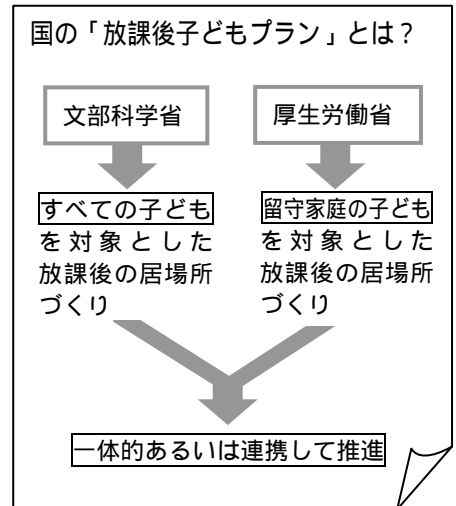 国の「放課後子どもプラン」とは？
文部科学省
厚生労働省
すべての子ども
を対象とした
放課後の居場所
づくり
留守家庭の子ども
を対象とした
放課後の居場所
づくり
一体的あるいは連携して推進